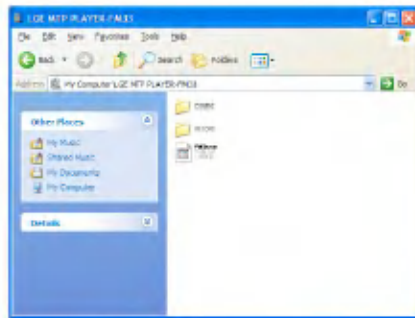 LGE MTP PLAYER-FM33
File Edit View Favorites Tools Help
Back Search Folders
Address My Computer\LGE MTP PLAYER-FM33 Go
Other Places
My Music
Shared Music
My Documents
My Computer
Details